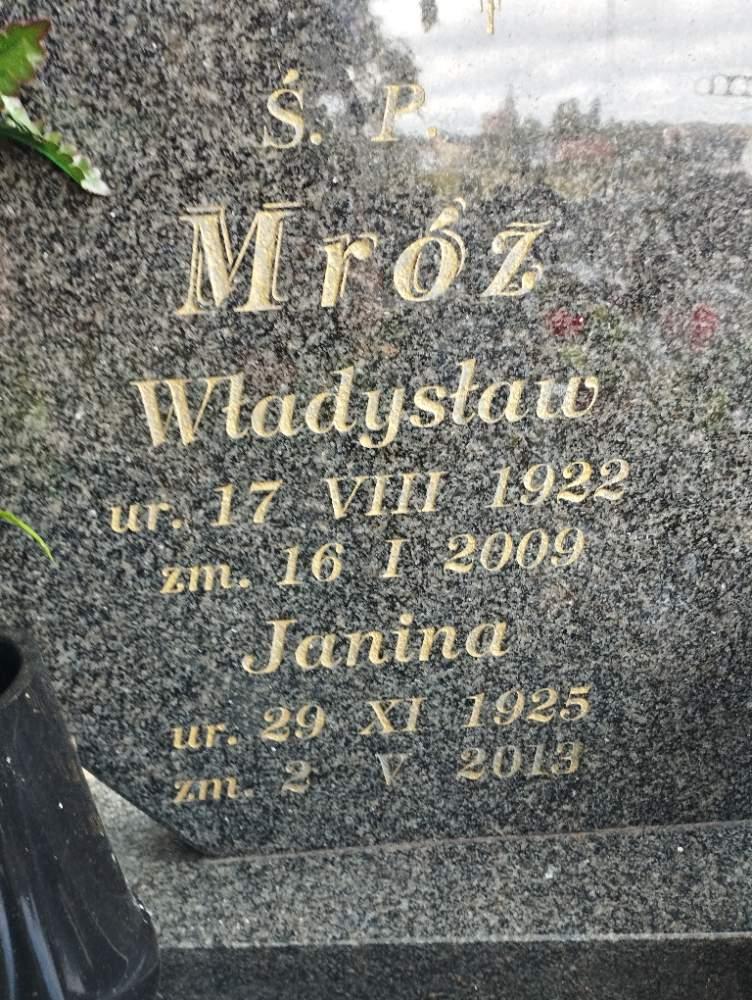 Ś. P.
Mróz
Władysław
ur. 17 VIII 1922
zm. 16 I 2009
Janina
ur. 29 XI 1925
zm. 2 V 2013